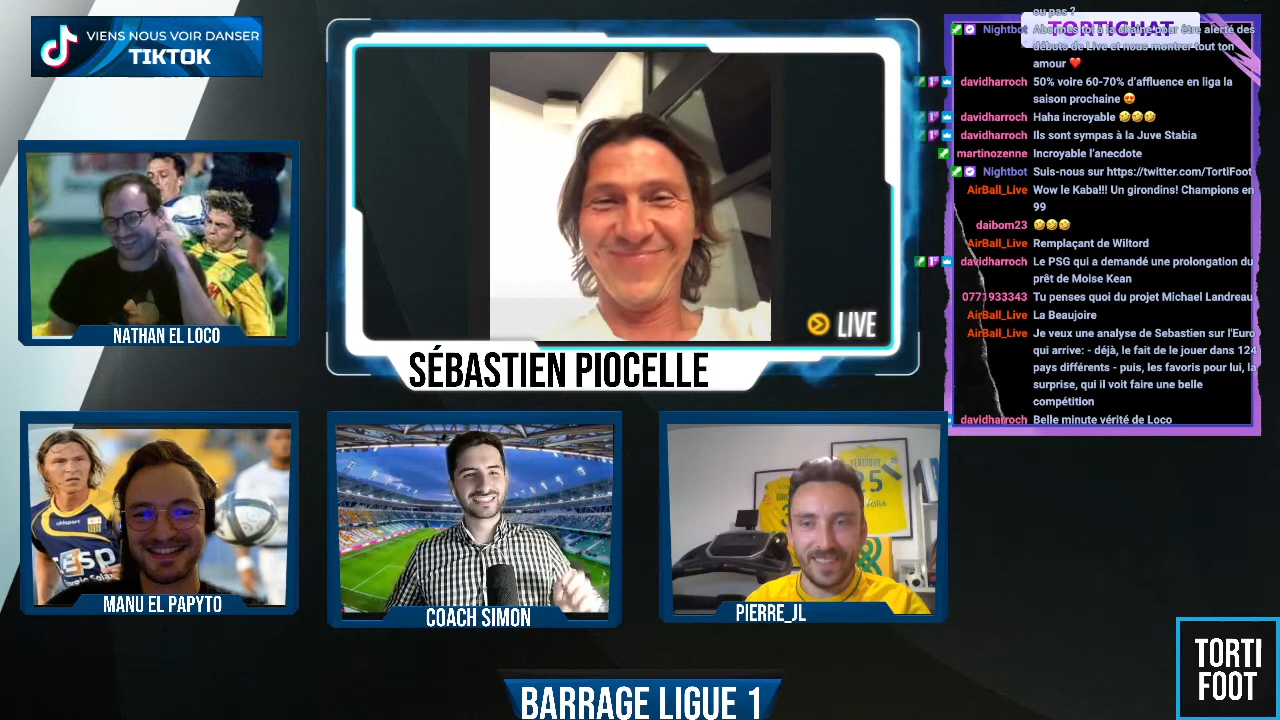 VIENS NOUS VOIR DANSER
TIKTOK
NATHAN EL LOCO
LIVE
SÉBASTIEN PIOCELLE
uhlsport
MANU EL PAPYTO
COACH SIMON
PIERRE_JL
BARRAGE LIGUE 1
TORTI
FOOT
TORTICHAT
ou pas ?
Nightbot Abonnes toi à la chaîne pour être alerté des
débuts de Live et nous montrer tout ton
amour ❤️
davidharroch 50% voire 60-70% d'affluence en liga la
saison prochaine 😍
davidharroch Haha incroyable 🤣🤣🤣
davidharroch Ils sont sympas à la Juve Stabia
martinozenne Incroyable l'anecdote
Nightbot Suis-nous sur https://twitter.com/TortiFoot
AirBall_Live Wow le Kaba!!! Un girondins! Champions en
99
daibom23 🤣🤣🤣
AirBall_Live Remplaçant de Wiltord
davidharroch Le PSG qui a demandé une prolongation du
prêt de Moise Kean
0771933343 Tu penses quoi du projet Michael Landreau
AirBall_Live La Beaujoire
AirBall_Live Je veux une analyse de Sebastien sur l'Euro
qui arrive: - déjà, le fait de le jouer dans 124
pays différents - puis, les favoris pour lui, la
surprise, qui il voit faire une belle
compétition
davidharroch Belle minute vérité de Loco